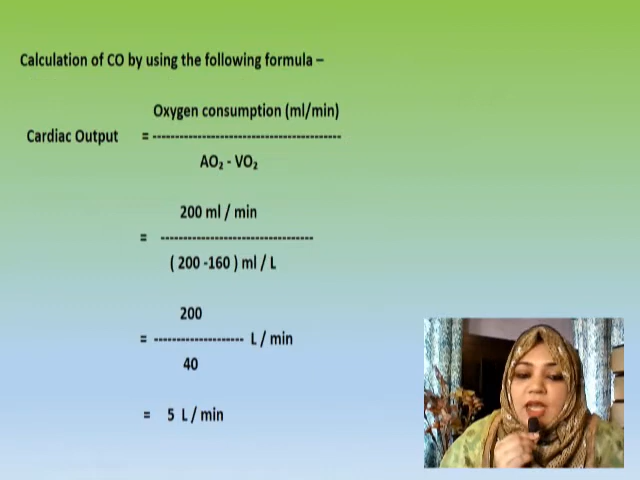 Calculation of CO by using the following formula –
Oxygen consumption (ml/min)
Cardiac Output = ------------------------------------------
AO₂ - VO₂
200 ml / min
= ----------------------------------
( 200 -160 ) ml / L
200
= -------------------- L / min
40
= 5 L / min